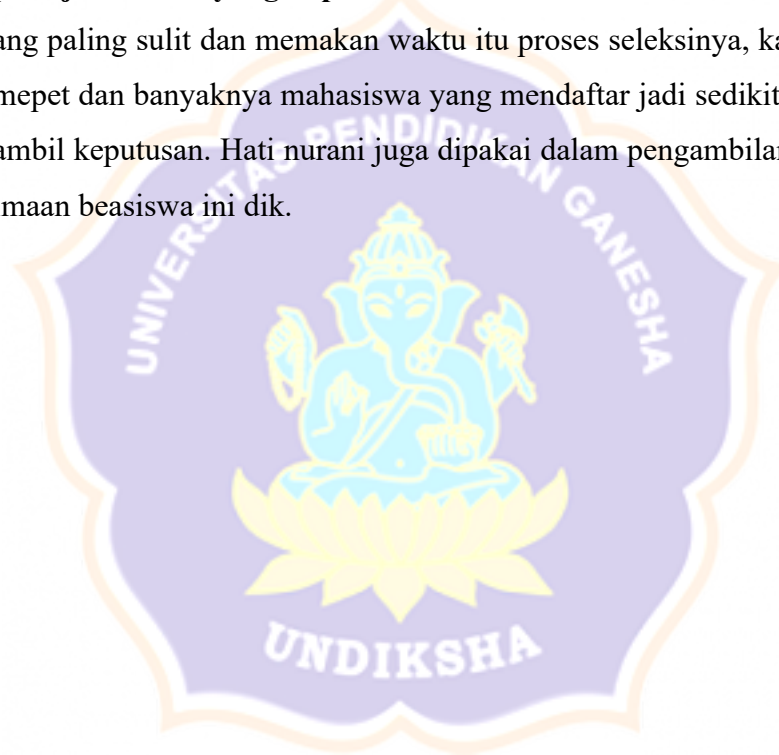 ang paling sulit dan memakan waktu itu proses seleksinya, ka
mepet dan banyaknya mahasiswa yang mendaftar jadi sedikit
ambil keputusan. Hati nurani juga dipakai dalam pengambilan
maan beasiswa ini dik.
UNIVERSITAS PENDIDIKAN GANESHA
UNDIKSHA